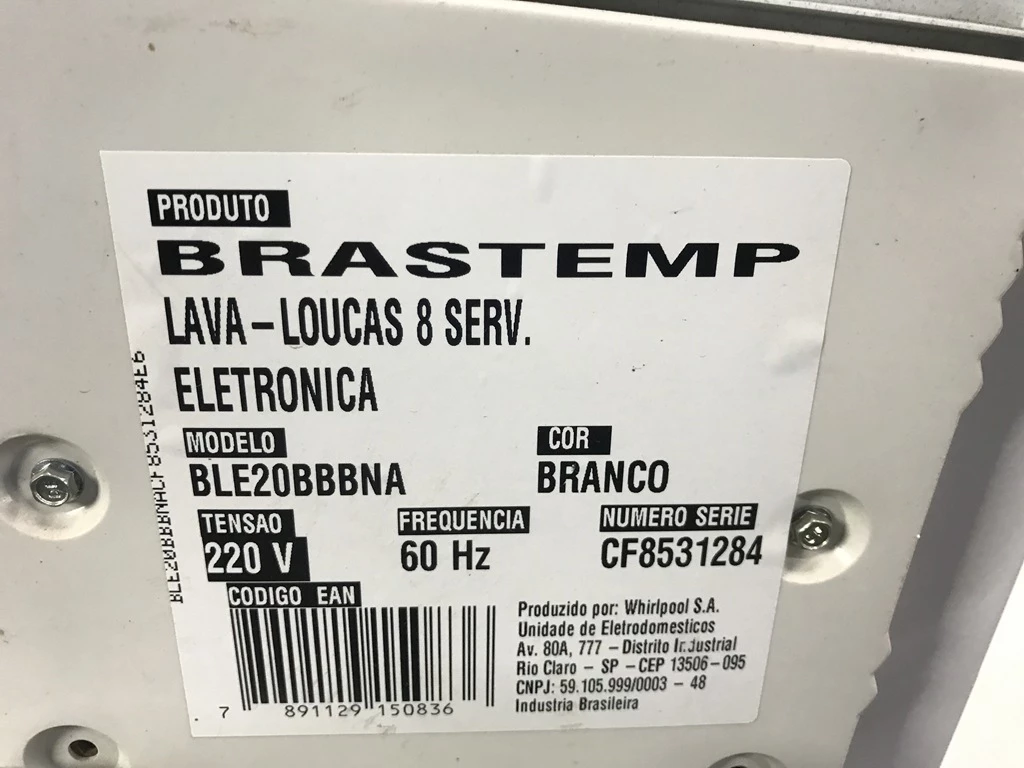 PRODUTO
BRASTEMP
LAVA-LOUCAS 8 SERV.
ELETRONICA
MODELO
BLE20BBBNA
COR
BRANCO
TENSAO
220 V
FREQUENCIA
60 Hz
NUMERO SERIE
CF8531284
CODIGO EAN
7 891129 150836
Produzido por: Whirlpool S.A.
Unidade de Eletrodomesticos
Av. 80A, 777 - Distrito Industrial
Rio Claro - SP - CEP 13506-095
CNPJ: 59.105.999/0003 - 48
Industria Brasileira
BLE20BBBNACF8531284E6